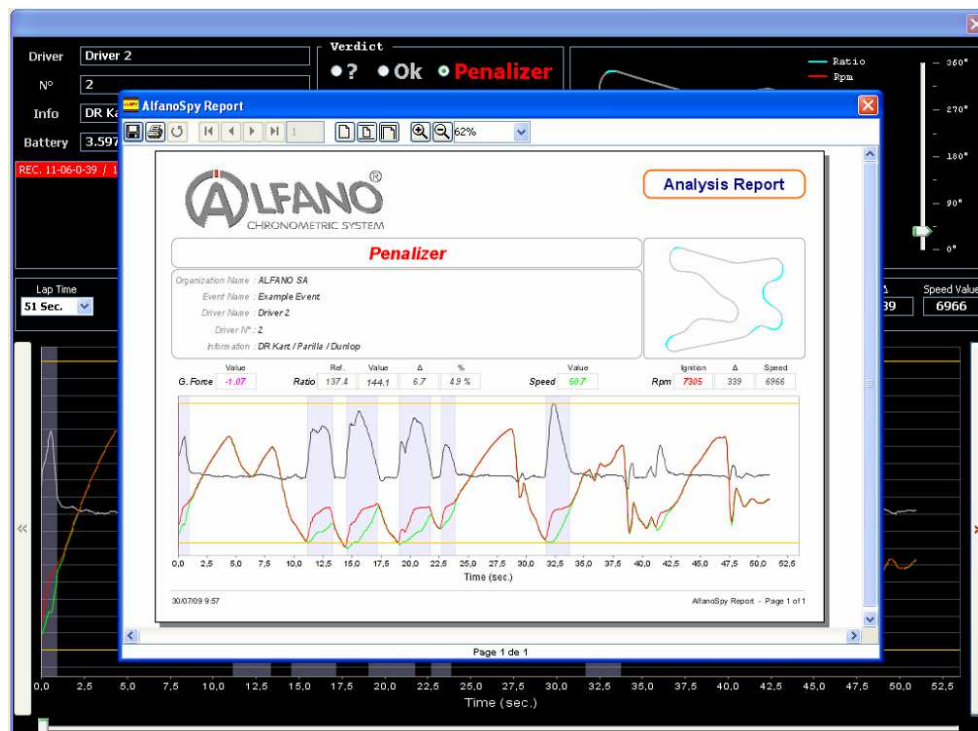 Driver Driver 2
Nº 2
Info DR Ka
Battery 3.597
Verdict
? Ok Penalizer
Ratio
Rpm
360°
270°
180°
90°
0°
REC. 11-06-0-39 / 1
Lap Time
51 Sec.
Δ
39
Speed Value
6966
AlfanoSpy Report
1
62%
ALFANO®
CHRONOMETRIC SYSTEM
Analysis Report
Penalizer
Organization Name : ALFANO SA
Event Name : Example Event
Driver Name : Driver 2
Driver Nº : 2
Information : DR Kart / Parilla / Dunlop
Value Ref. Value Δ % Value Ignition Δ Speed
G. Force -1.07 Ratio 137.4 144.1 6.7 4.9 % Speed 50.7 Rpm 7305 339 6966
0,0 2,5 5,0 7,5 10,0 12,5 15,0 17,5 20,0 22,5 25,0 27,5 30,0 32,5 35,0 37,5 40,0 42,5 45,0 47,5 50,0 52,5
Time (sec.)
30/07/09 9:57 AlfanoSpy Report - Page 1 of 1
Page 1 de 1
0,0 2,5 5,0 7,5 10,0 12,5 15,0 17,5 20,0 22,5 25,0 27,5 30,0 32,5 35,0 37,5 40,0 42,5 45,0 47,5 50,0 52,5
Time (sec.)